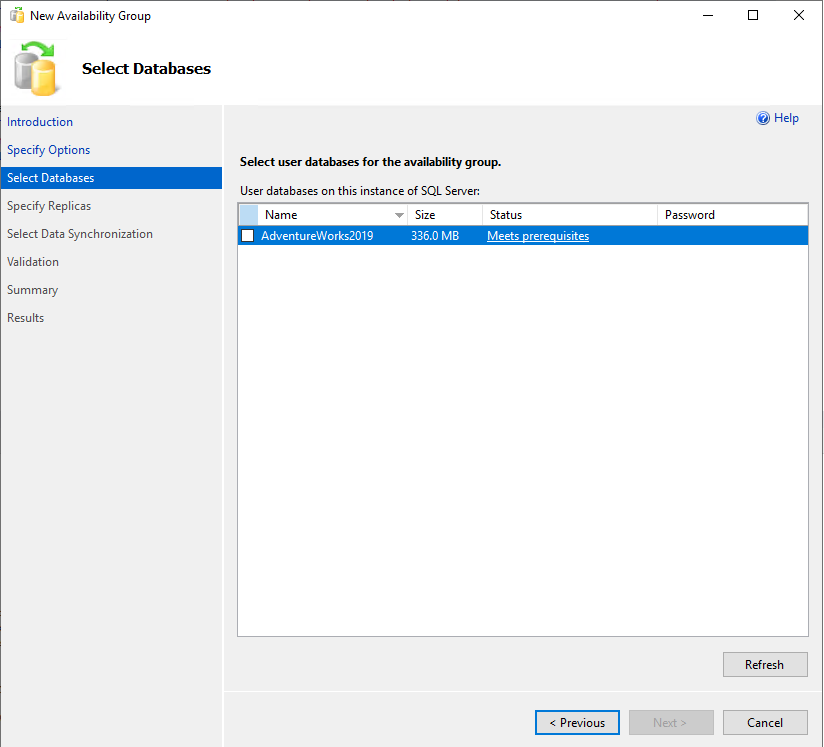 New Availability Group
Select Databases
Help
Introduction
Specify Options
Select Databases
Specify Replicas
Select Data Synchronization
Validation
Summary
Results
Select user databases for the availability group.
User databases on this instance of SQL Server:
Name Size Status Password
AdventureWorks2019 336.0 MB Meets prerequisites
Refresh
< Previous Next > Cancel